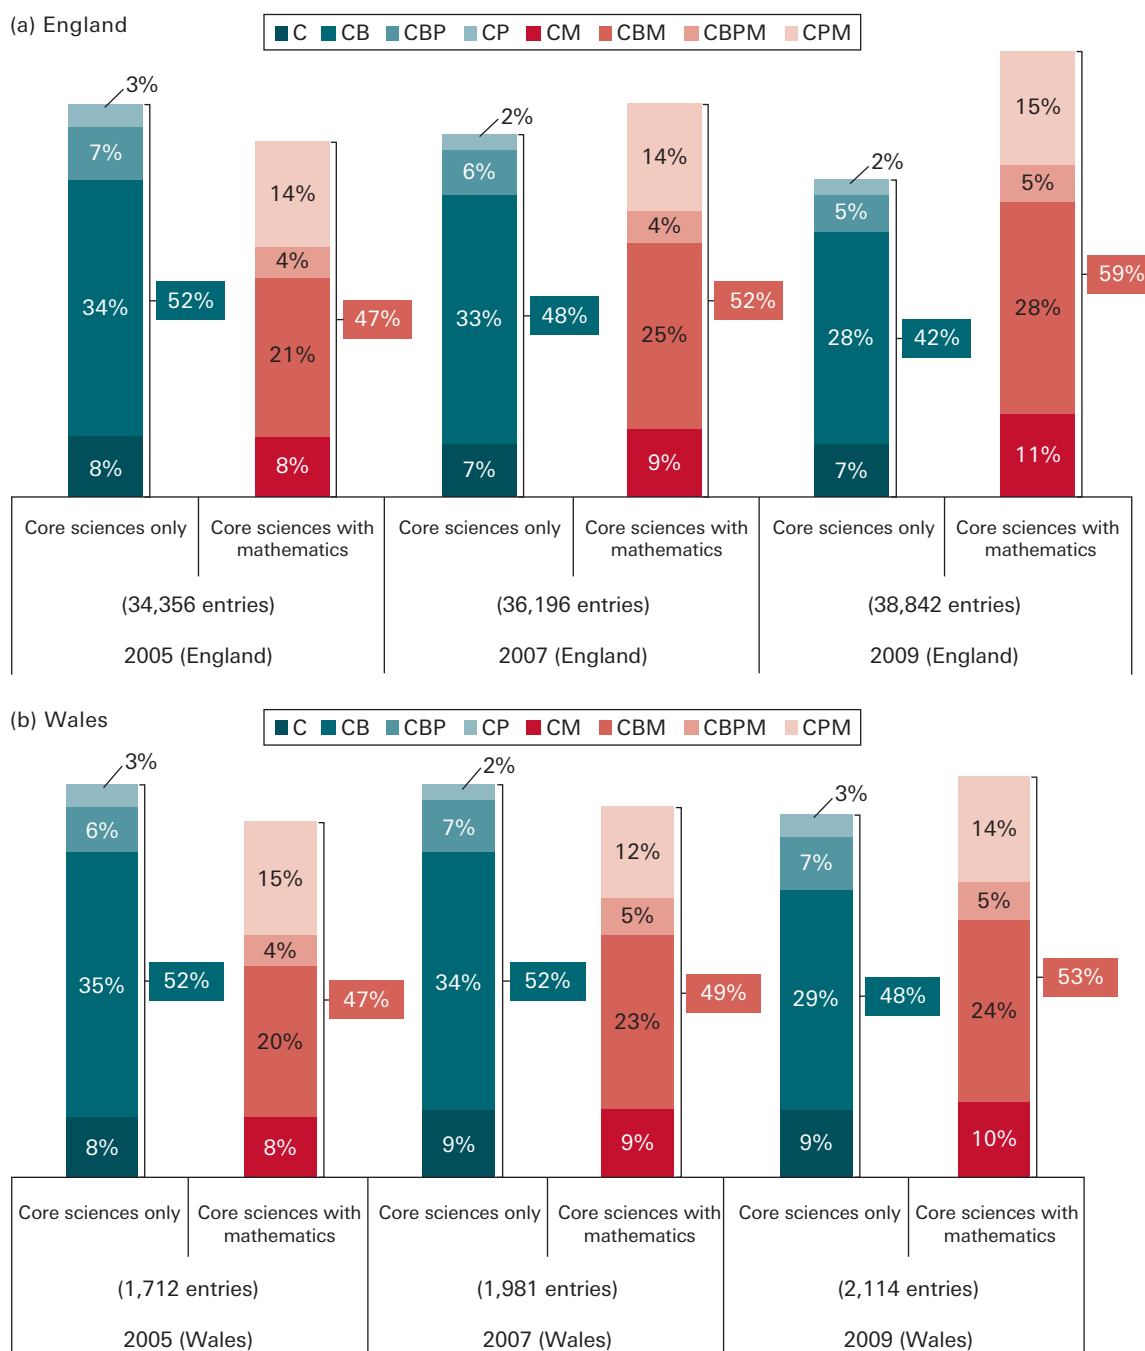 (a) England
C CB CBP CP CM CBM CBPM CPM
3%
7%
34%
8%
52%
14%
4%
21%
8%
47%
2%
6%
33%
7%
48%
14%
4%
25%
9%
52%
2%
5%
28%
7%
42%
15%
5%
28%
11%
59%
Core sciences only
Core sciences with
mathematics
Core sciences only
Core sciences with
mathematics
Core sciences only
Core sciences with
mathematics
(34,356 entries)
(36,196 entries)
(38,842 entries)
2005 (England)
2007 (England)
2009 (England)
(b) Wales
C CB CBP CP CM CBM CBPM CPM
3%
6%
35%
8%
52%
15%
4%
20%
8%
47%
2%
7%
34%
9%
52%
12%
5%
23%
9%
49%
3%
7%
29%
9%
48%
14%
5%
24%
10%
53%
Core sciences only
Core sciences with
mathematics
Core sciences only
Core sciences with
mathematics
Core sciences only
Core sciences with
mathematics
(1,712 entries)
(1,981 entries)
(2,114 entries)
2005 (Wales)
2007 (Wales)
2009 (Wales)